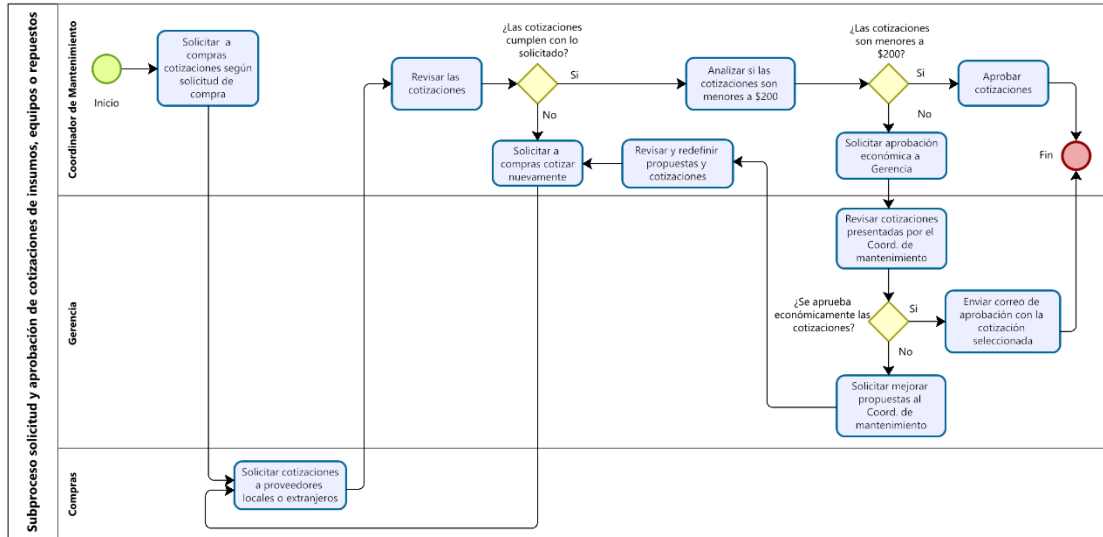 Subproceso solicitud y aprobación de cotizaciones de insumos, equipos o repuestos
Coordinador de Mantenimiento
Inicio
Solicitar a
compras
cotizaciones según
solicitud de
compra
Revisar las
cotizaciones
¿Las cotizaciones
cumplen con lo
solicitado?
Si
No
Analizar si las
cotizaciones son
menores a $200
¿Las cotizaciones
son menores a
$200?
Si
No
Aprobar
cotizaciones
Solicitar a
compras cotizar
nuevamente
Revisar y redefinir
propuestas y
cotizaciones
Solicitar aprobación
económica a
Gerencia
Fin
Gerencia
Revisar cotizaciones
presentadas por el
Coord. de
mantenimiento
¿Se aprueba
económicamente las
cotizaciones?
Si
No
Enviar correo de
aprobación con la
cotización
seleccionada
Solicitar mejorar
propuestas al
Coord. de
mantenimiento
Compras
Solicitar cotizaciones
a proveedores
locales o extranjeros